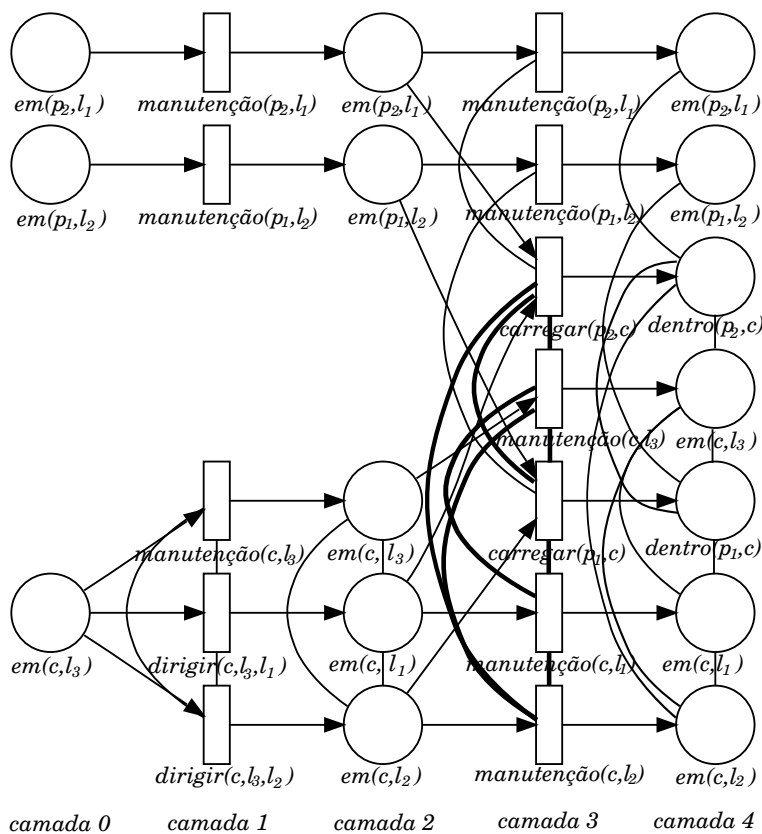 em(p₂,l₁) manutenção(p₂,l₁) em(p₂,l₁) manutenção(p₂,l₁) em(p₂,l₁)
em(p₁,l₂) manutenção(p₁,l₂) em(p₁,l₂) manutenção(p₁,l₂) em(p₁,l₂)
carregar(p₂,c) dentro(p₂,c)
manutenção(c,l₃) em(c,l₃)
manutenção(c,l₃) em(c,l₃) carregar(p₁,c) dentro(p₁,c)
em(c,l₃) dirigir(c,l₃,l₁) em(c,l₁) manutenção(c,l₁) em(c,l₁)
dirigir(c,l₃,l₂) em(c,l₂) manutenção(c,l₂) em(c,l₂)
camada 0 camada 1 camada 2 camada 3 camada 4